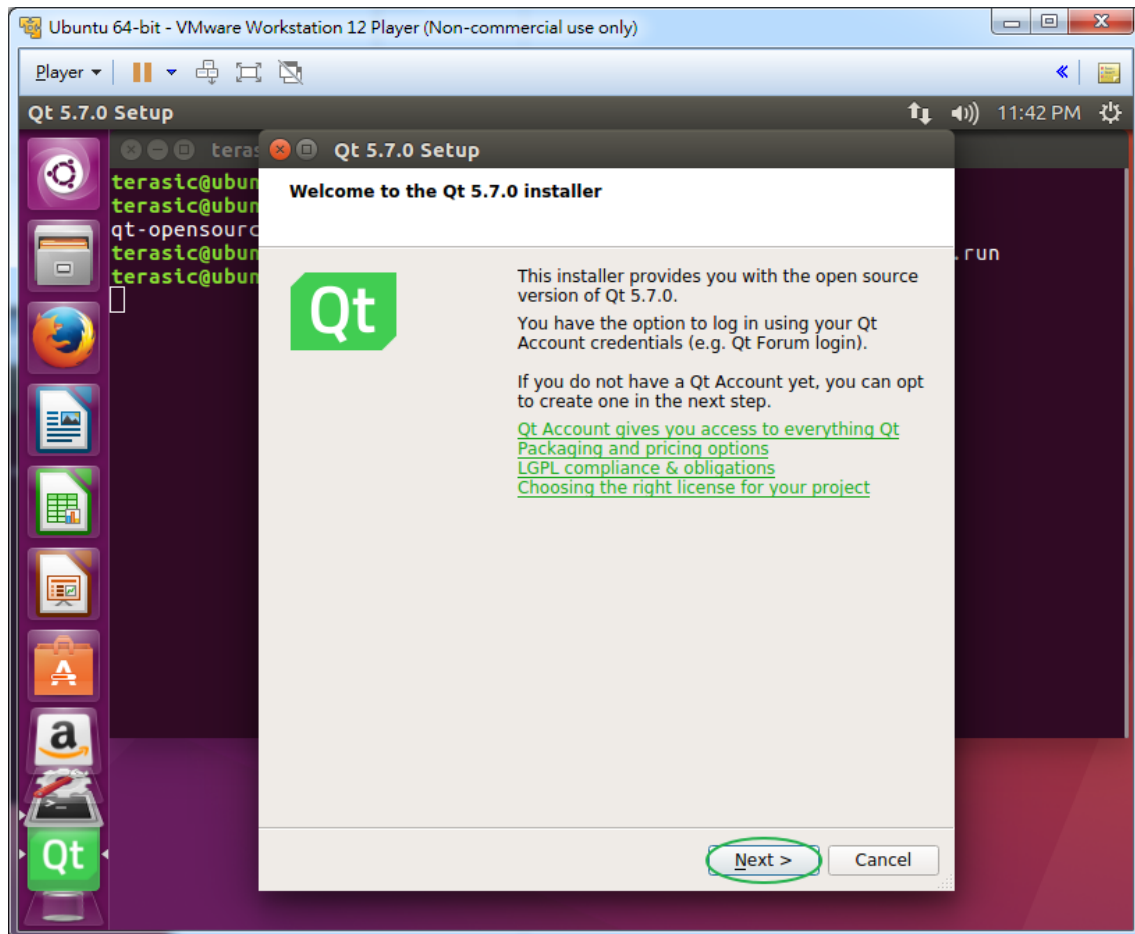 Ubuntu 64-bit - VMware Workstation 12 Player (Non-commercial use only)
Player
Qt 5.7.0 Setup
11:42 PM
teras
Qt 5.7.0 Setup
terasic@ubun
terasic@ubun
qt-opensourc
terasic@ubun
.run
terasic@ubun
Welcome to the Qt 5.7.0 installer
Qt
This installer provides you with the open source
version of Qt 5.7.0.
You have the option to log in using your Qt
Account credentials (e.g. Qt Forum login).
If you do not have a Qt Account yet, you can opt
to create one in the next step.
Qt Account gives you access to everything Qt
Packaging and pricing options
LGPL compliance & obligations
Choosing the right license for your project
a
Qt
Next >
Cancel